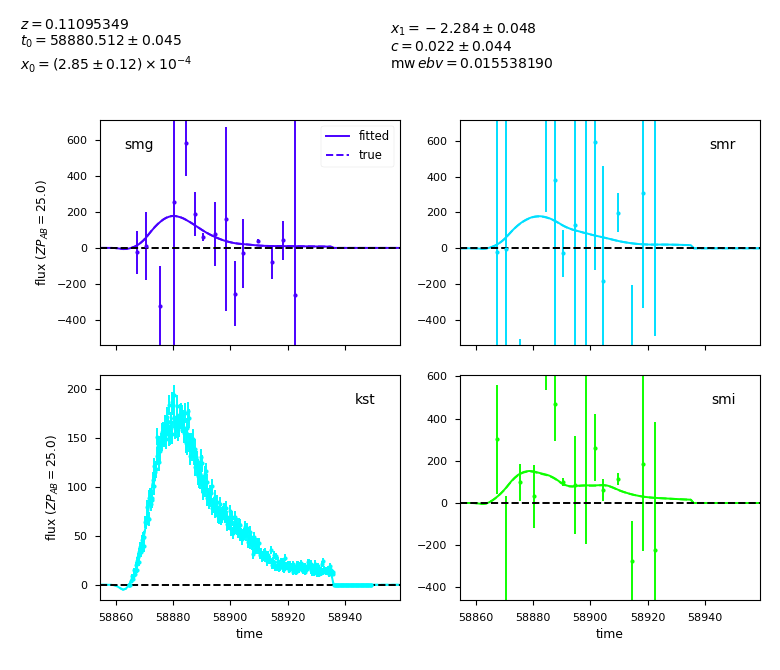 z = 0.11095349
t₀ = 58880.512 ± 0.045
x₀ = (2.85 ± 0.12) × 10⁻⁴
x₁ = −2.284 ± 0.048
c = 0.022 ± 0.044
mw ebv = 0.015538190
smg
fitted
true
600
400
200
0
−200
−400
flux (ZP_AB = 25.0)
smr
600
400
200
0
−200
−400
kst
200
150
100
50
0
flux (ZP_AB = 25.0)
58860 58880 58900 58920 58940
time
smi
600
400
200
0
−200
−400
58860 58880 58900 58920 58940
time